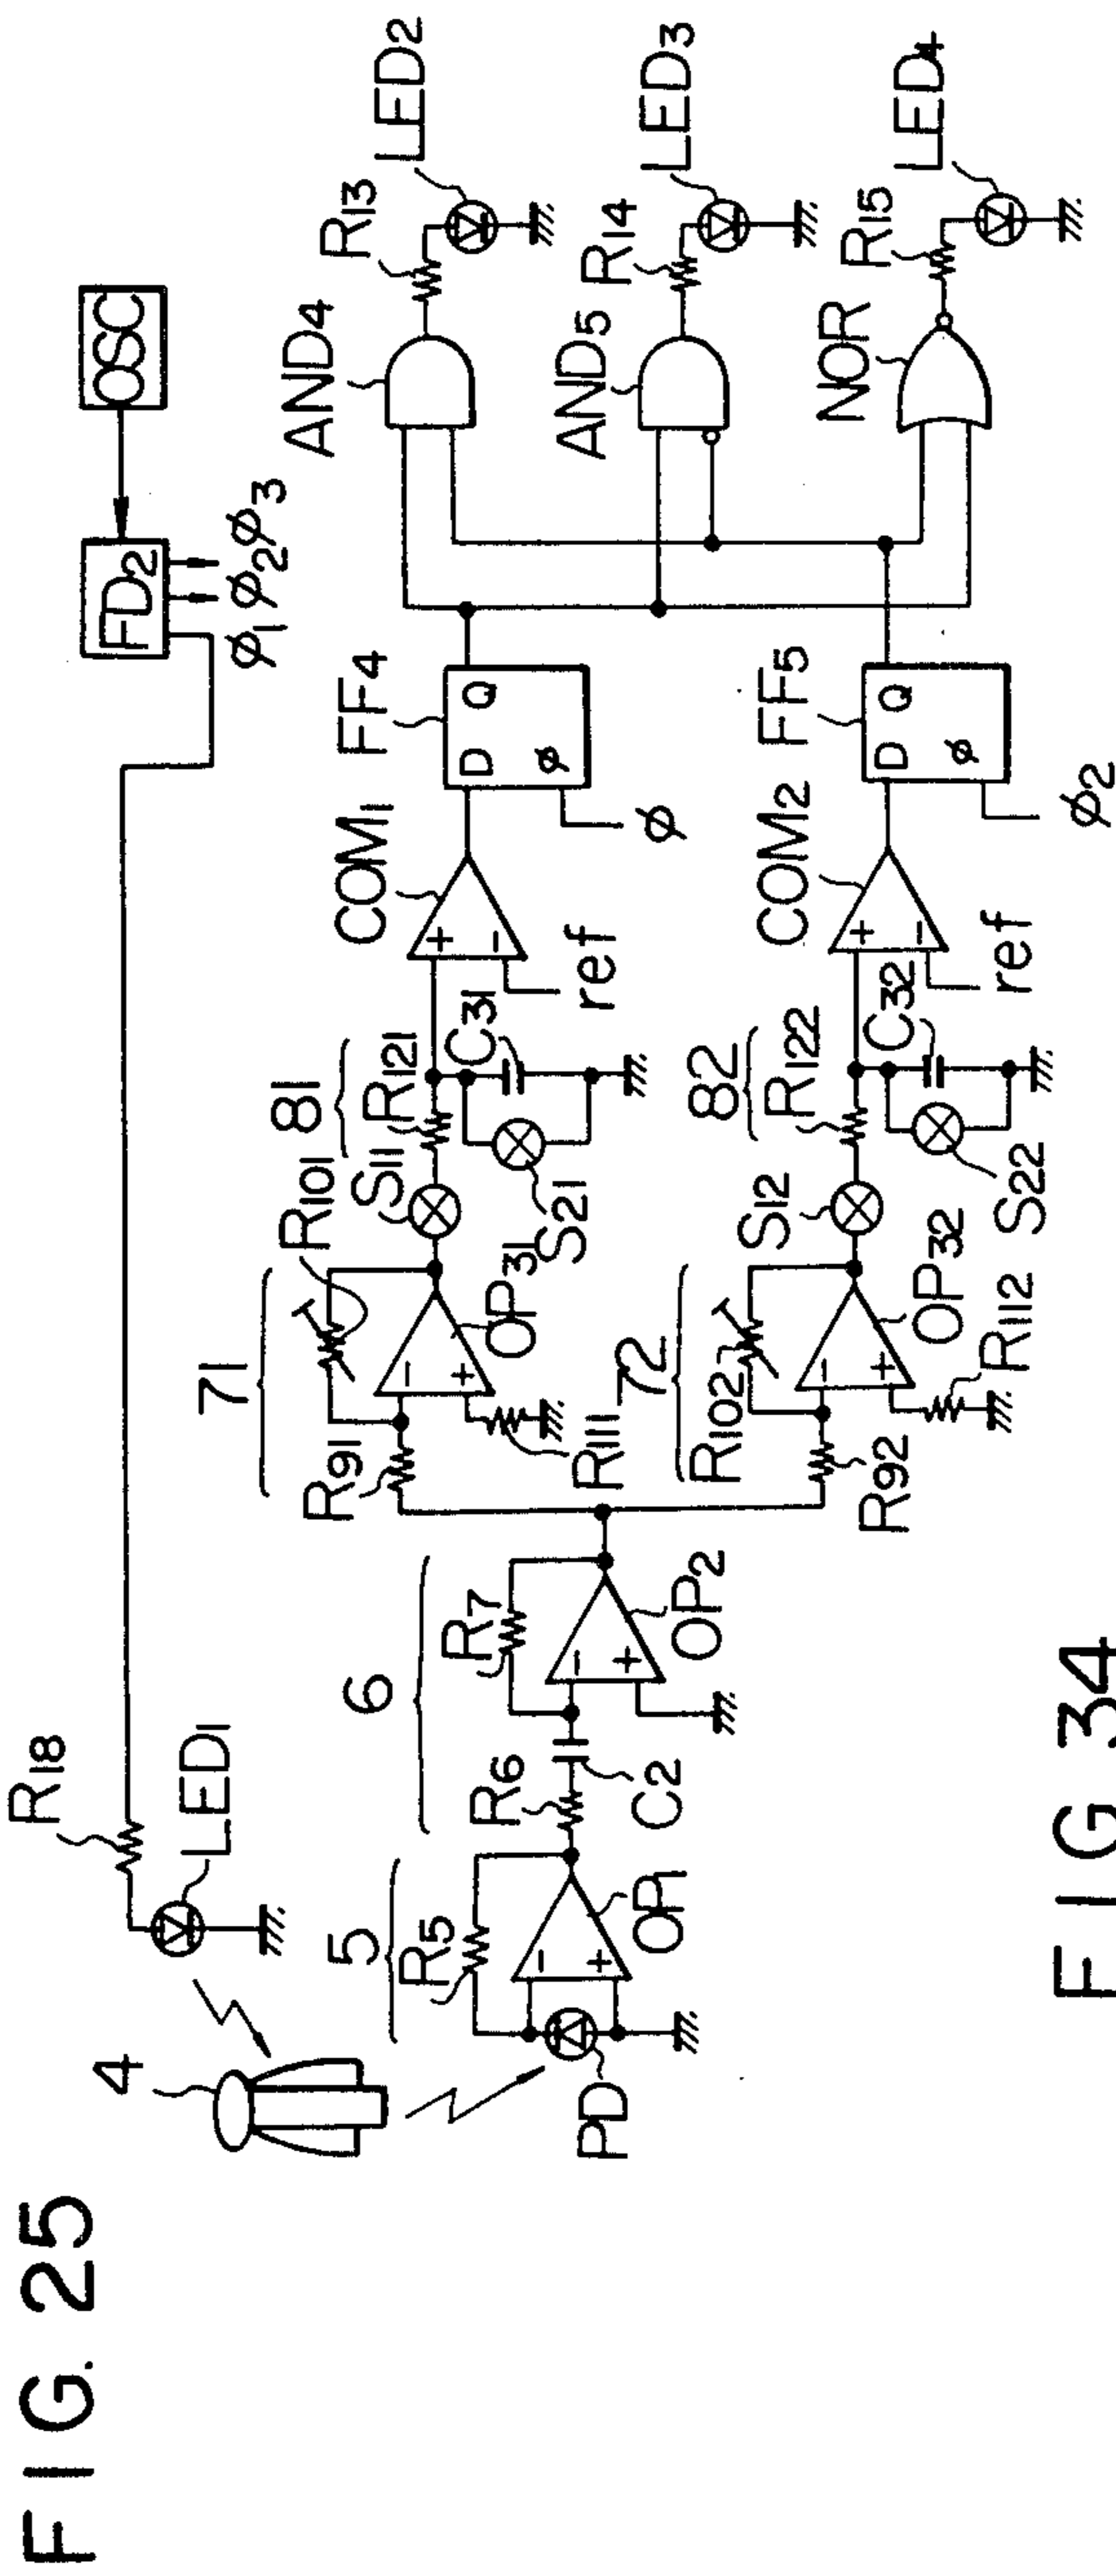 FIG. 25
4
R18
LED1
FD2
OSC
φ1 φ2 φ3
5
R5
PD
OP1
6
R6
C2
R7
OP2
71
R91
R101
R111
OP31
S11
81
R121
S21
C31
COM1
ref
FF4
D Q
φ
φ
AND4
R13
LED2
AND5
R14
LED3
NOR
R15
LED4
72
R92
R102
R112
OP32
S12
82
R122
S22
C32
COM2
ref
FF5
D Q
φ
φ2
+
−
+
−
+
−
+
−
+
−
+
−
FIG 34